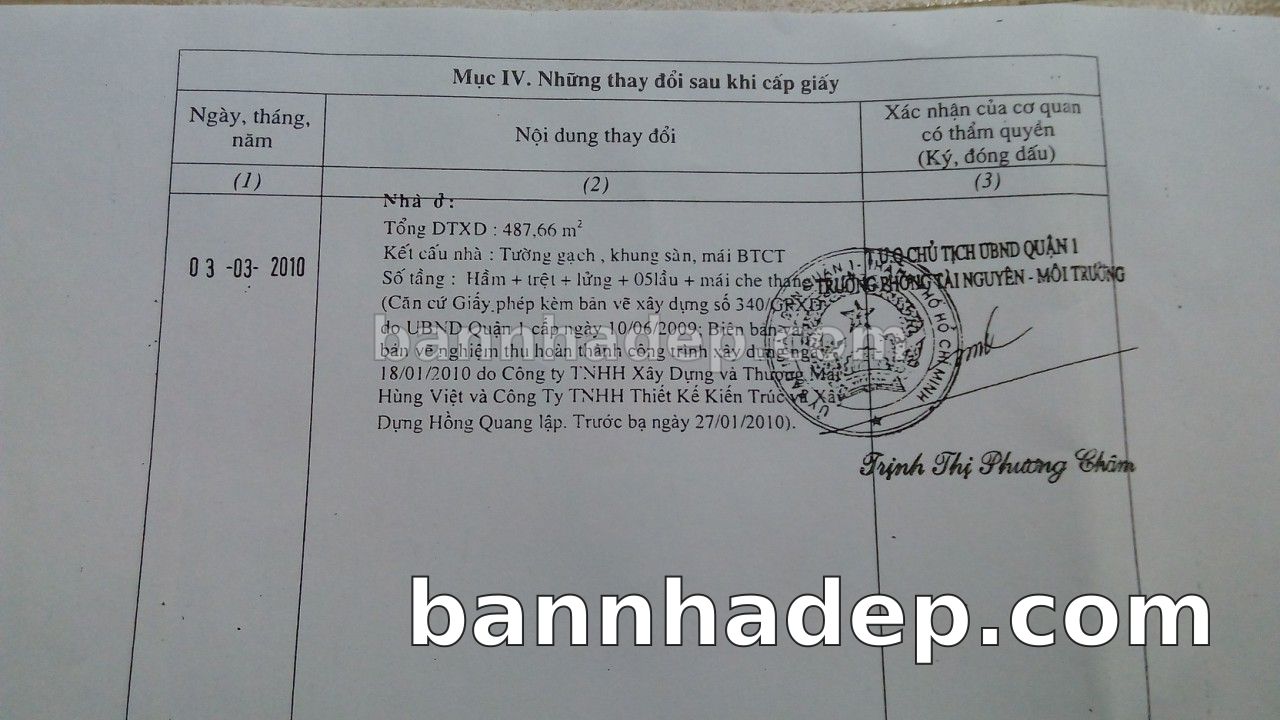 Mục IV. Những thay đổi sau khi cấp giấy
Ngày, tháng,
năm
Nội dung thay đổi
Xác nhận của cơ quan
có thẩm quyền
(Ký, đóng dấu)
(1)
(2)
(3)
03 -03- 2010
Nhà ở:
Tổng DTXD : 487,66 m²
Kết cấu nhà : Tường gạch , khung sàn, mái BTCT
Số tầng : Hầm + trệt + lửng + 05lầu + mái che thang
(Căn cứ Giấy phép kèm bản vẽ xây dựng số 340/GPXD
do UBND Quận 1 cấp ngày 10/06/2009; Biên bản và
bản vẽ nghiệm thu hoàn thành công trình xây dựng ngày
18/01/2010 do Công ty TNHH Xây Dựng và Thương Mại
Hùng Việt và Công Ty TNHH Thiết Kế Kiến Trúc và Xây
Dựng Hồng Quang lập. Trước bạ ngày 27/01/2010).
T.U.Q CHỦ TỊCH UBND QUẬN 1
TRƯỞNG PHÒNG TÀI NGUYÊN - MÔI TRƯỜNG
HỒ CHÍ MINH
Trịnh Thị Phương Châm
bannhadep.com
bannhadep.com